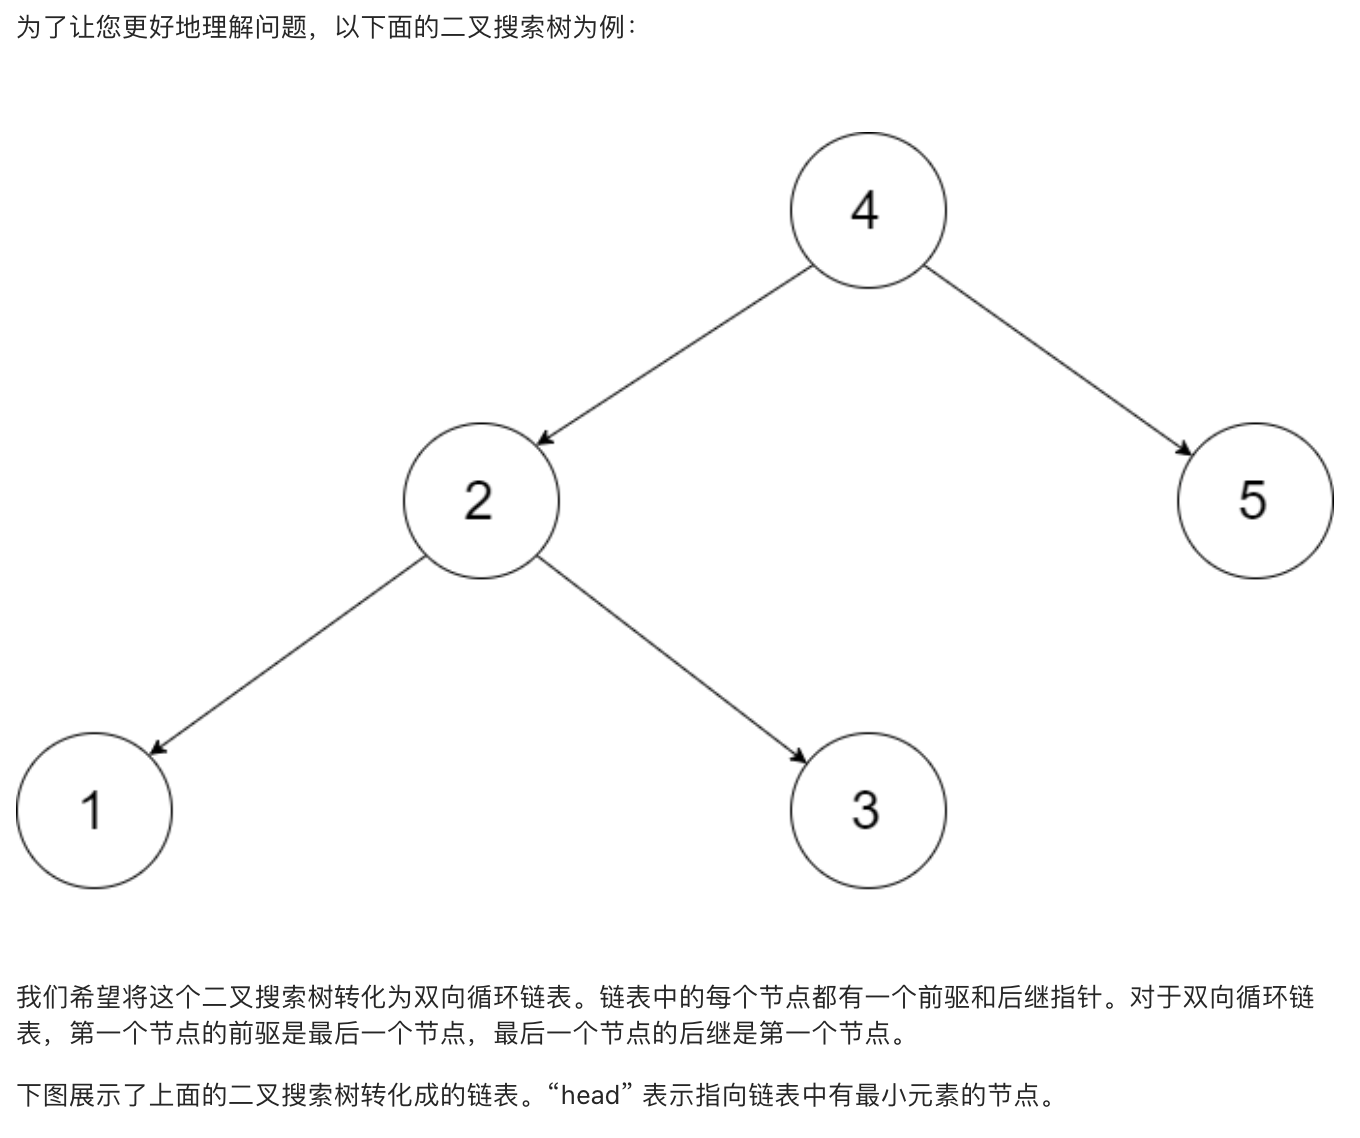 为了让您更好地理解问题，以下面的二叉搜索树为例：
4
2
5
1
3
我们希望将这个二叉搜索树转化为双向循环链表。链表中的每个节点都有一个前驱和后继指针。对于双向循环链
表，第一个节点的前驱是最后一个节点，最后一个节点的后继是第一个节点。
下图展示了上面的二叉搜索树转化成的链表。“head” 表示指向链表中有最小元素的节点。